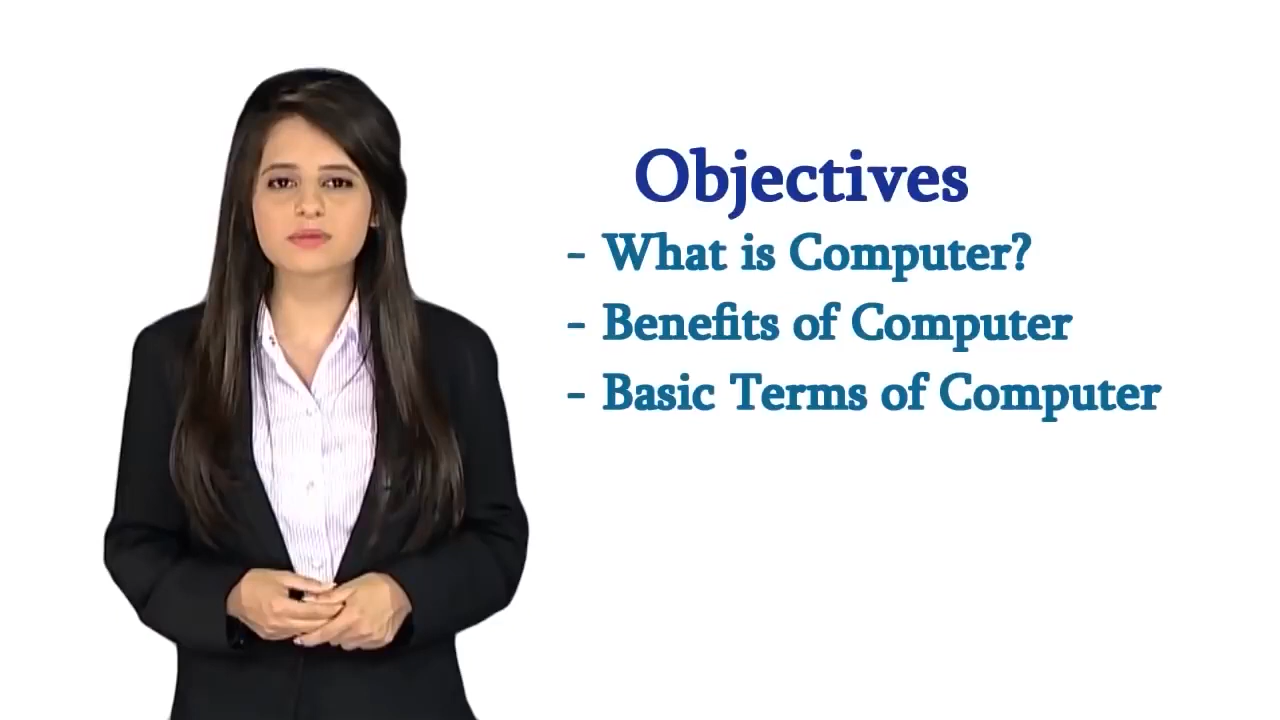 Objectives
- What is Computer?
- Benefits of Computer
- Basic Terms of Computer